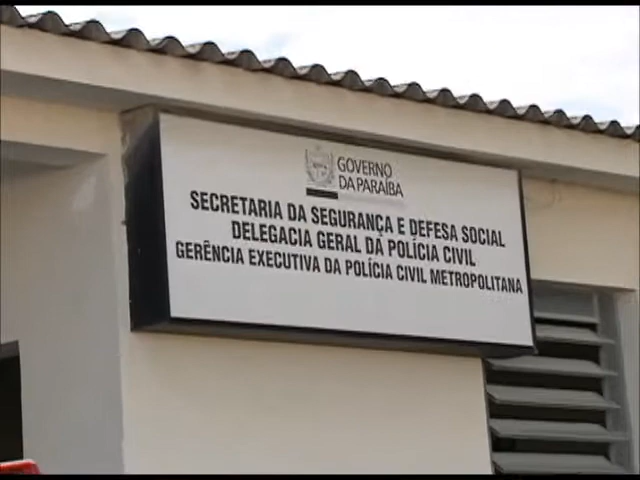 GOVERNO
DA PARAÍBA
SECRETARIA DA SEGURANÇA E DEFESA SOCIAL
DELEGACIA GERAL DA POLÍCIA CIVIL
GERÊNCIA EXECUTIVA DA POLÍCIA CIVIL METROPOLITANA